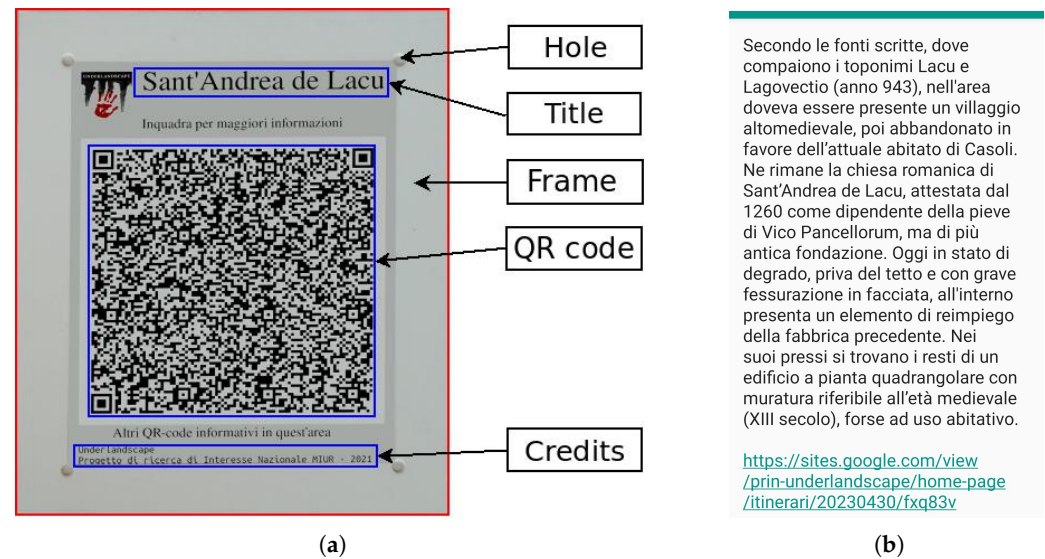 UNDERLANDSCAPE
Sant'Andrea de Lacu
Inquadra per maggiori informazioni
Altri QR-code informativi in quest'area
Underlandscape
Progetto di ricerca di Interesse Nazionale MIUR - 2021
Hole
Title
Frame
QR code
Credits
(a)
Secondo le fonti scritte, dove
compaiono i toponimi Lacu e
Lagovectio (anno 943), nell'area
doveva essere presente un villaggio
altomedievale, poi abbandonato in
favore dell’attuale abitato di Casoli.
Ne rimane la chiesa romanica di
Sant’Andrea de Lacu, attestata dal
1260 come dipendente della pieve
di Vico Pancellorum, ma di più
antica fondazione. Oggi in stato di
degrado, priva del tetto e con grave
fessurazione in facciata, all'interno
presenta un elemento di reimpiego
della fabbrica precedente. Nei
suoi pressi si trovano i resti di un
edificio a pianta quadrangolare con
muratura riferibile all’età medievale
(XIII secolo), forse ad uso abitativo.
https://sites.google.com/view
/prin-underlandscape/home-page
/itinerari/20230430/fxq83v
(b)